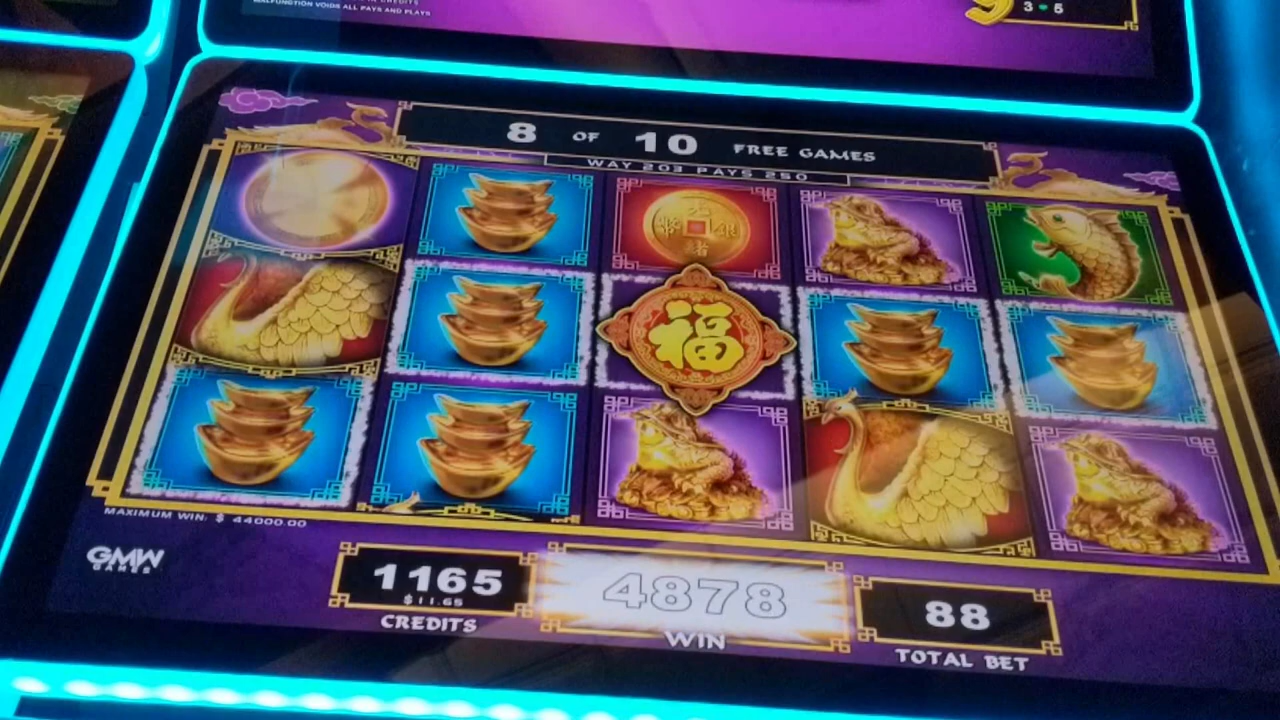 MALFUNCTION VOIDS ALL PAYS AND PLAYS
3 • 5
8 OF 10 FREE GAMES
WAY 203 PAYS 250
福
MAXIMUM WIN: $ 44000.00
GMW
GAMES
1165
$11.65
CREDITS
4878
WIN
88
TOTAL BET